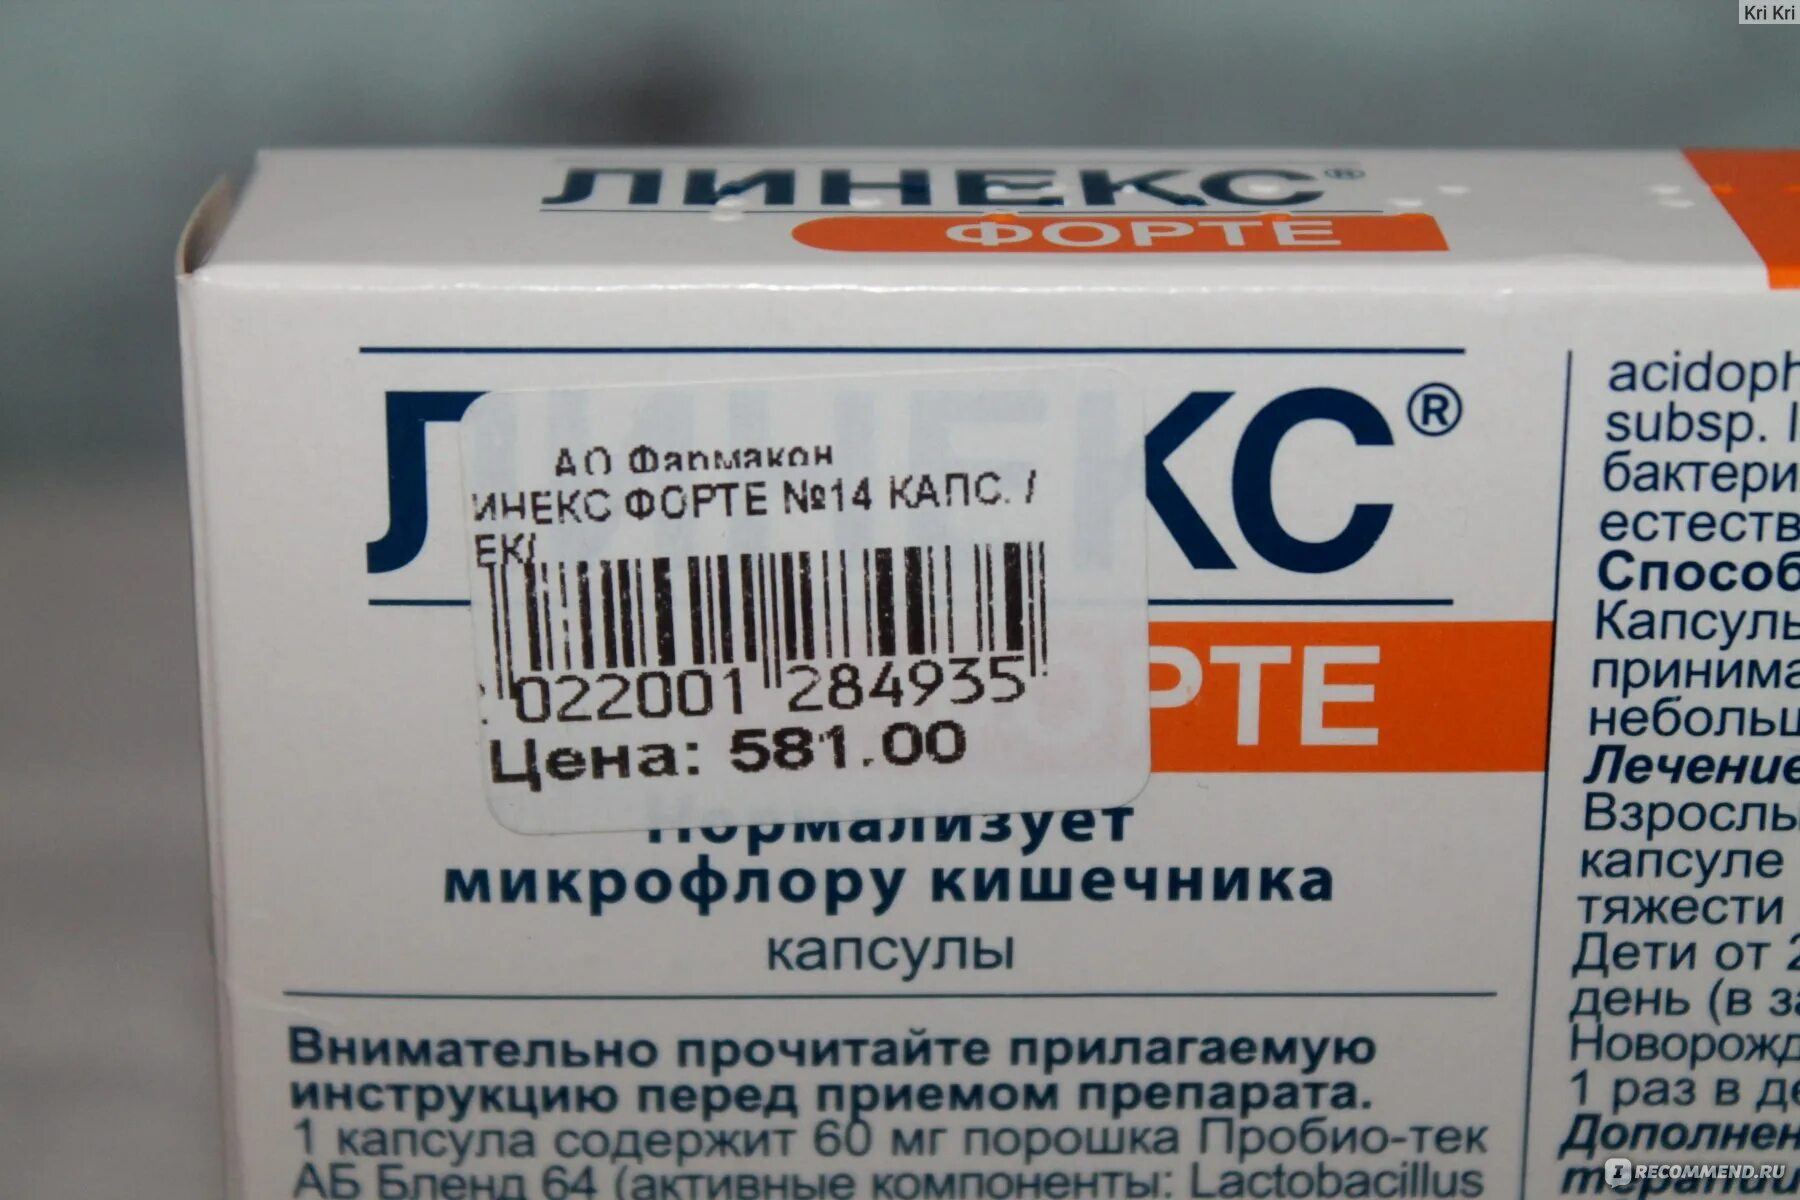 Kri Kri
ЛИНЕКС®
ФОРТЕ
КС®
РТЕ
АО Фармакон
ИНЕКС ФОРТЕ №14 КАПС. /
ЕК/
022001 284935
Цена: 581.00
Нормализует
микрофлору кишечника
капсулы
Внимательно прочитайте прилагаемую
инструкцию перед приемом препарата.
1 капсула содержит 60 мг порошка Пробио-тек
АБ Бленд 64 (активные компоненты: Lactobacillus
acidoph
subsp. l
бактери
естеств
Способ
Капсулы
принима
небольш
Лечение
Взрослы
капсуле
тяжести
Дети от 2
день (в за
Новорожд
1 раз в де
Дополнен
IRECOMMEND.RU